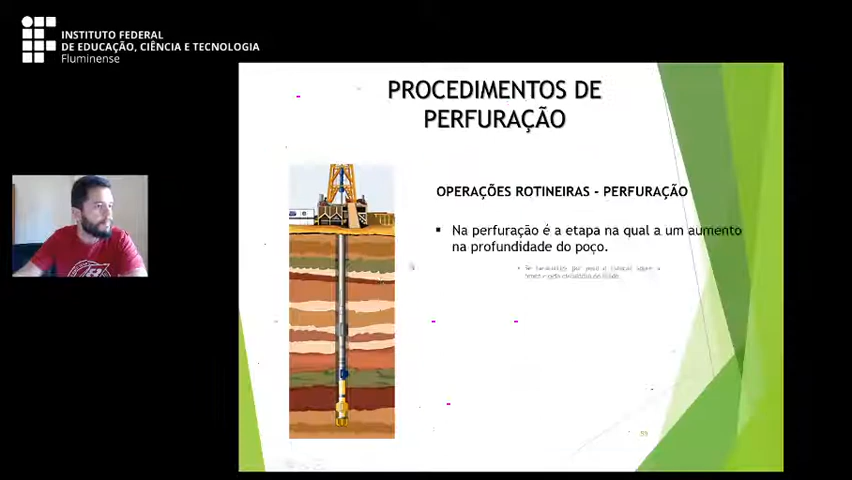 INSTITUTO FEDERAL
DE EDUCAÇÃO, CIÊNCIA E TECNOLOGIA
Fluminense
PROCEDIMENTOS DE
PERFURAÇÃO
OPERAÇÕES ROTINEIRAS - PERFURAÇÃO
▪ Na perfuração é a etapa na qual a um aumento
na profundidade do poço.